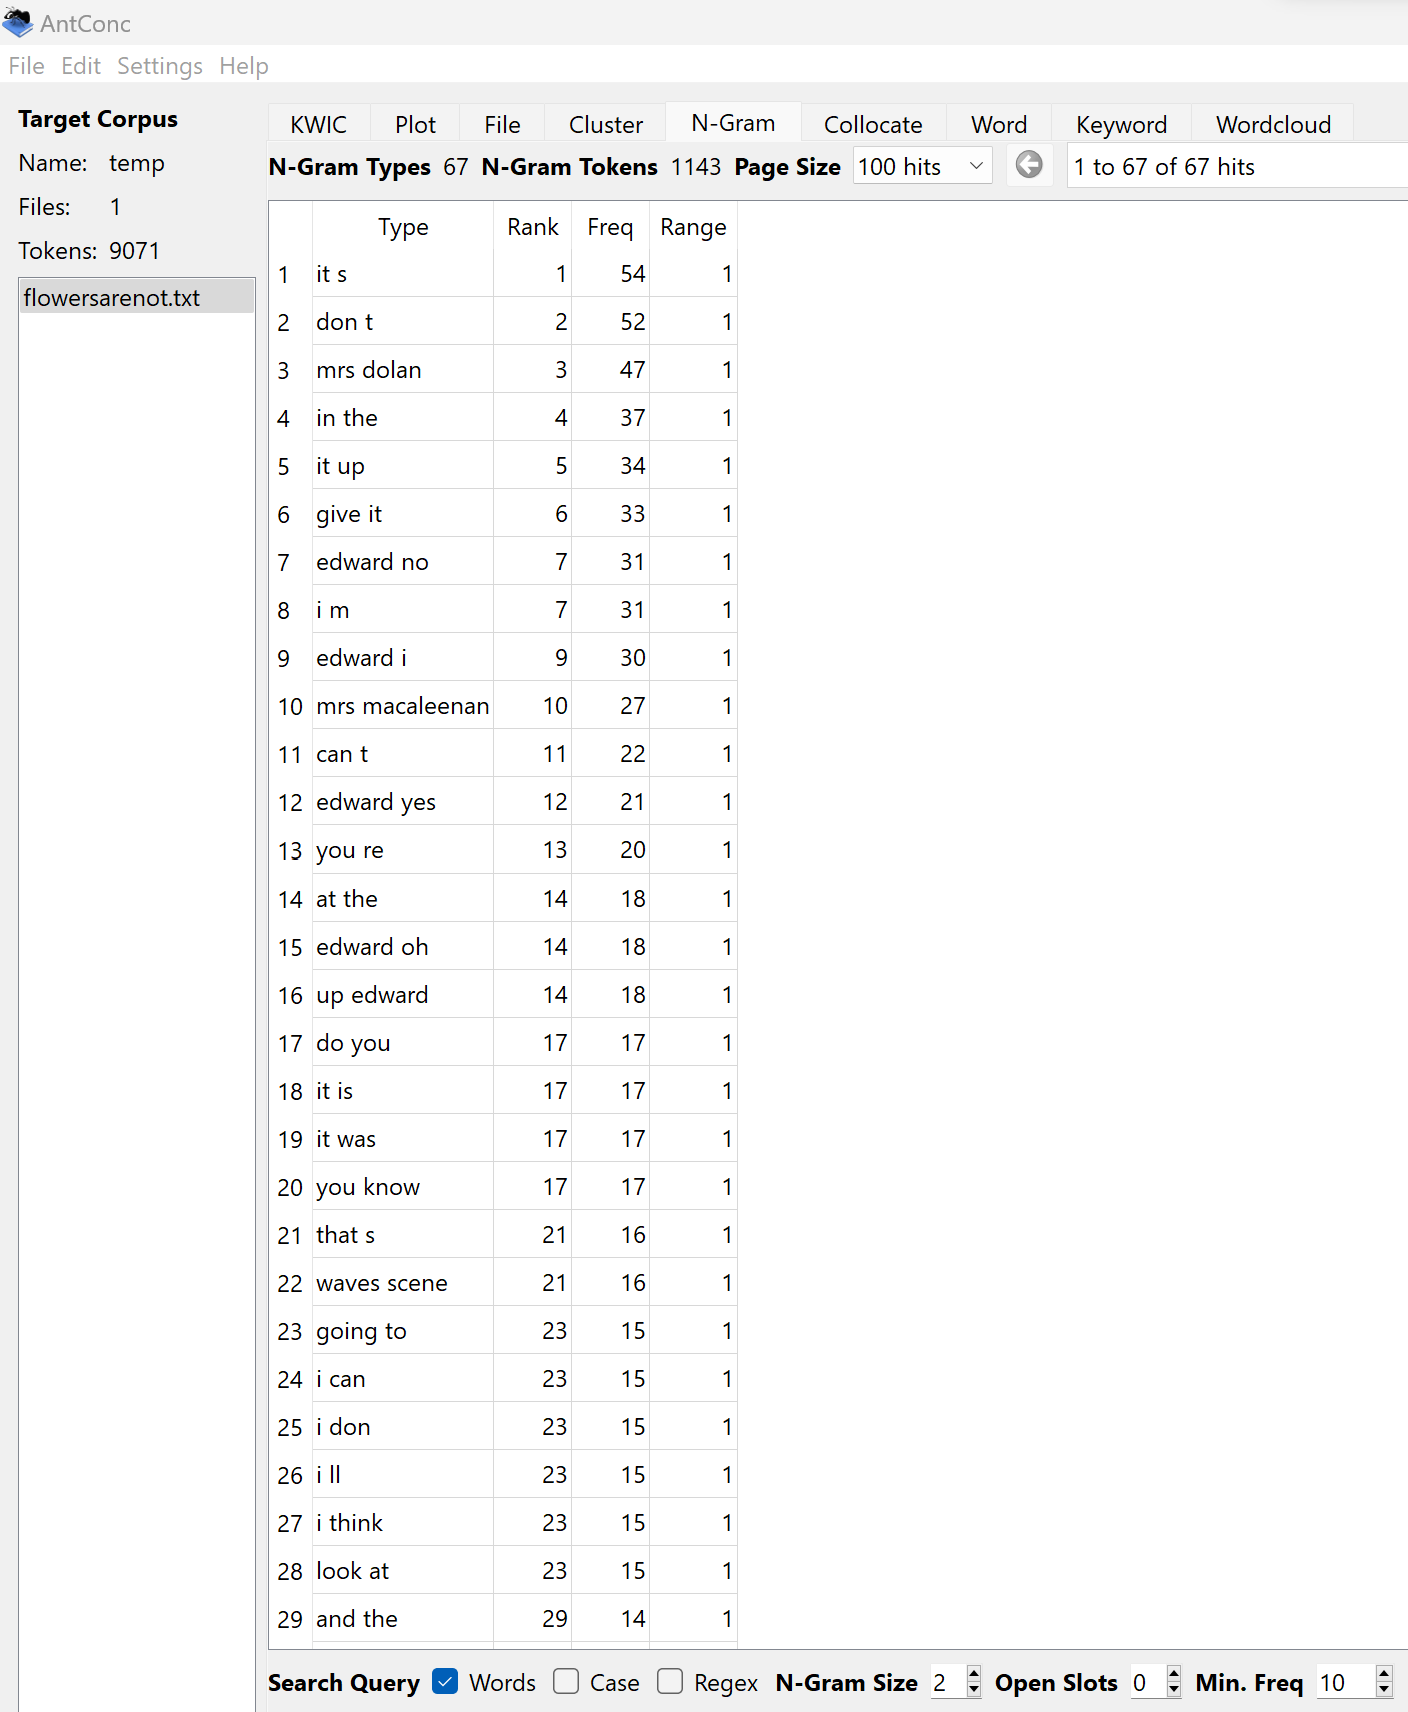 AntConc
File Edit Settings Help
Target Corpus
Name: temp
Files: 1
Tokens: 9071
flowersarenot.txt
KWIC Plot File Cluster N-Gram Collocate Word Keyword Wordcloud
N-Gram Types 67 N-Gram Tokens 1143 Page Size 100 hits 1 to 67 of 67 hits
Type Rank Freq Range
1 it s 1 54 1
2 don t 2 52 1
3 mrs dolan 3 47 1
4 in the 4 37 1
5 it up 5 34 1
6 give it 6 33 1
7 edward no 7 31 1
8 i m 7 31 1
9 edward i 9 30 1
10 mrs macaleenan 10 27 1
11 can t 11 22 1
12 edward yes 12 21 1
13 you re 13 20 1
14 at the 14 18 1
15 edward oh 14 18 1
16 up edward 14 18 1
17 do you 17 17 1
18 it is 17 17 1
19 it was 17 17 1
20 you know 17 17 1
21 that s 21 16 1
22 waves scene 21 16 1
23 going to 23 15 1
24 i can 23 15 1
25 i don 23 15 1
26 i ll 23 15 1
27 i think 23 15 1
28 look at 23 15 1
29 and the 29 14 1
Search Query Words Case Regex N-Gram Size 2 Open Slots 0 Min. Freq 10